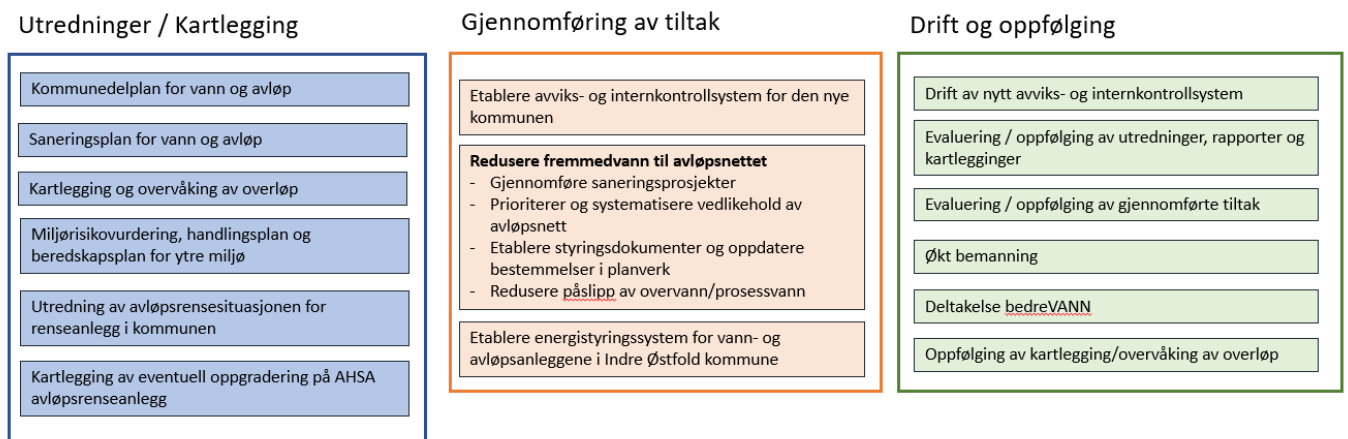 Utredninger / Kartlegging
Kommunedelplan for vann og avløp
Saneringsplan for vann og avløp
Kartlegging og overvåking av overløp
Miljørisikovurdering, handlingsplan og
beredskapsplan for ytre miljø
Utredning av avløpsrensesituasjonen for
renseanlegg i kommunen
Kartlegging av eventuell oppgradering på AHSA
avløpsrenseanlegg
Gjennomføring av tiltak
Etablere avviks- og internkontrollsystem for den nye
kommunen
Redusere fremmedvann til avløpsnettet
- Gjennomføre saneringsprosjekter
- Prioriterer og systematisere vedlikehold av
avløpsnett
- Etablere styringsdokumenter og oppdatere
bestemmelser i planverk
- Redusere påslipp av overvann/prosessvann
Etablere energistyringssystem for vann- og
avløpsanleggene i Indre Østfold kommune
Drift og oppfølging
Drift av nytt avviks- og internkontrollsystem
Evaluering / oppfølging av utredninger, rapporter og
kartlegginger
Evaluering / oppfølging av gjennomførte tiltak
Økt bemanning
Deltakelse bedreVANN
Oppfølging av kartlegging/overvåking av overløp